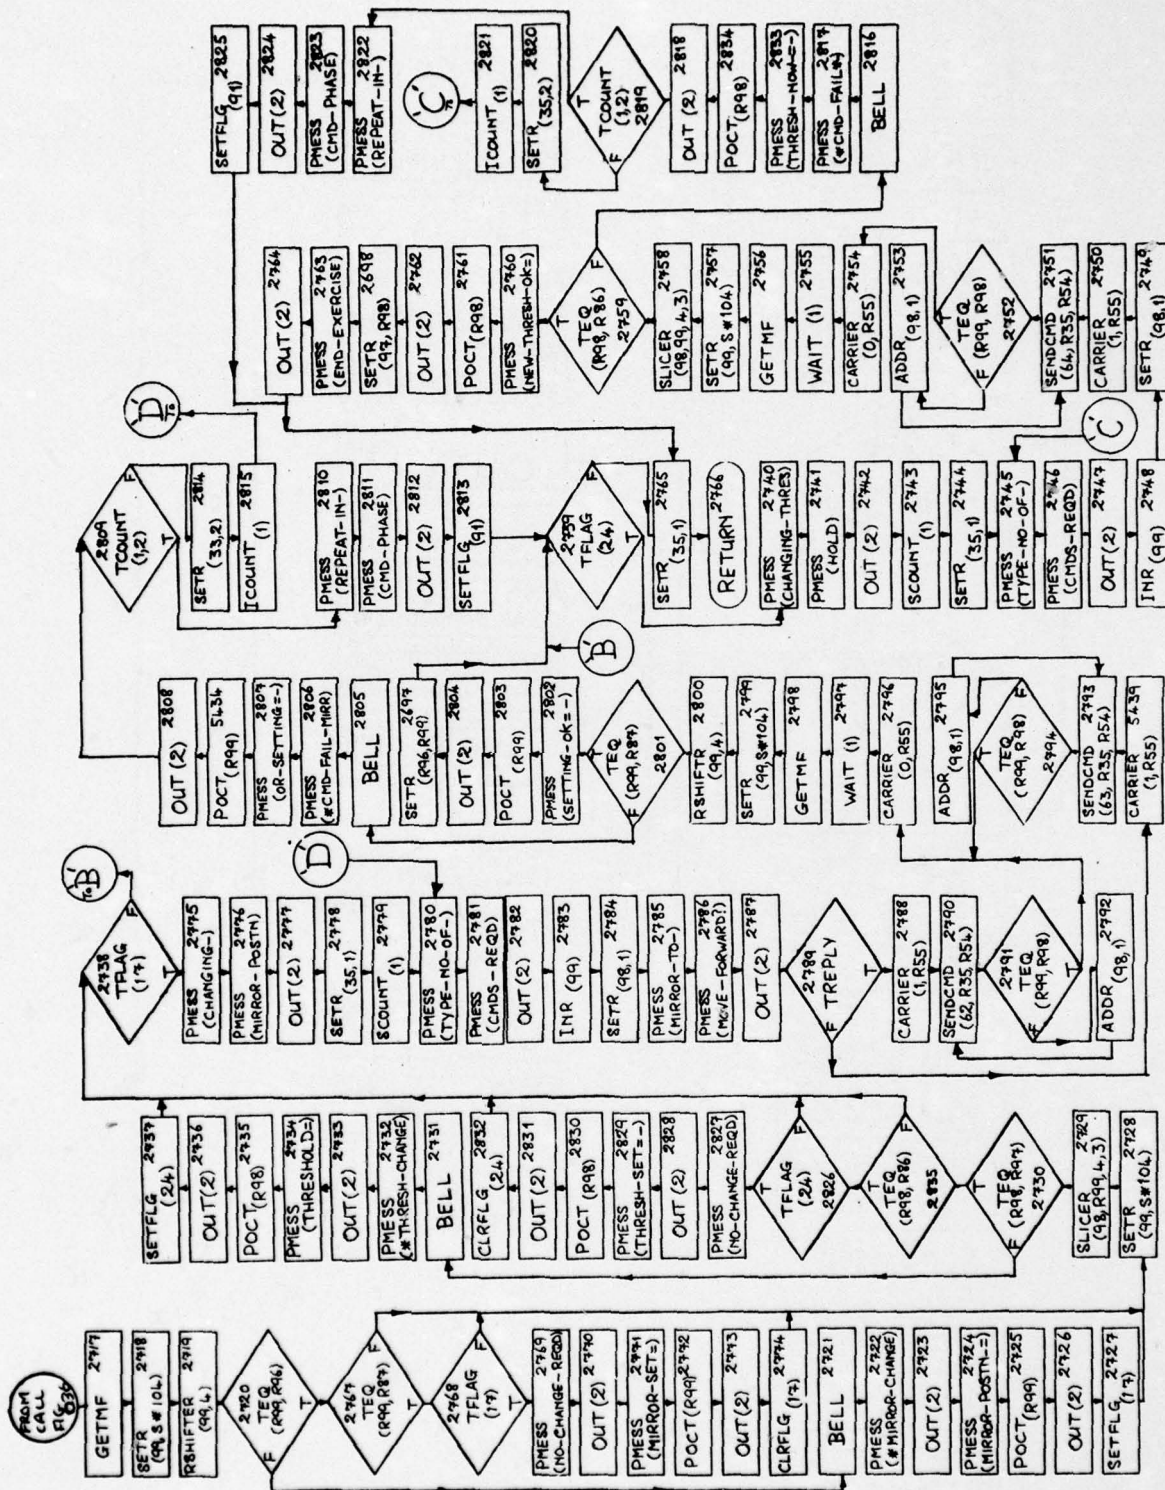 FROM
CALL
FIG
036
GETMF 2717
SETR 2718
(99,S#104)
RSHIFTER 2719
(99,4)
2720
TEQ
(R99,R96)
F
T
2767
TEQ
(R99,R87)
F
T
2768
TFLAG
(17)
F
T
PMESS 2769
(NO-CHANGE-REQD)
OUT (2) 2770
PMESS 2771
(MIRROR-SET=)
POCT(R99) 2772
OUT (2) 2773
CLRFLG 2774
(17)
BELL 2721
PMESS 2722
(#MIRROR-CHANGE)
OUT (2) 2723
PMESS 2724
(MIRROR-POSTN-=)
POCT 2725
(R99)
OUT (2) 2726
SETFLG 2727
(17)
SETFLG 2737
(24)
OUT(2) 2736
POCT 2735
(R98)
PMESS 2734
(THRESHOLD=)
OUT (2) 2733
PMESS 2732
(#THRESH-CHANGE)
BELL 2731
CLRFLG 2832
(24)
OUT (2) 2831
POCT 2830
(R98)
PMESS 2829
(THRESH-SET=-)
OUT (2) 2828
PMESS 2827
(NO-CHANGE-REQD)
T
TFLAG
(24)
2826
F
T
TEQ
(R98,R86)
2835
F
T
TEQ
(R98,R97)
2730
F
SLICER 2729
(98,R99,4,3)
SETR 2728
(99,S#104)
To 'B'
2738
TFLAG
(17)
F
T
PMESS 2775
(CHANGING-)
PMESS 2776
(MIRROR-POSTN)
OUT (2) 2777
SETR 2778
(35,1)
SCOUNT 2779
(1)
'D'
PMESS 2780
(TYPE-NO-OF-)
PMESS 2781
(CMDS-REQD)
OUT (2) 2782
INR 2783
(99)
SETR 2784
(98,1)
PMESS 2785
(MIRROR-TO-)
PMESS 2786
(MOVE-FORWARD?)
OUT (2) 2787
2789
TREPLY
F
T
CARRIER 2788
(1,R55)
SENDCMD 2790
(62,R35,R54)
2791
TEQ
(R99,R98)
F
T
ADDR 2792
(98,1)
OUT (2) 2808
POCT 5434
(R99)
PMESS 2807
(OR-SETTING=-)
PMESS 2806
(#CMD-FAIL-MIRR)
BELL 2805
SETR 2697
(R96,R99)
OUT (2) 2804
POCT 2803
(R99)
PMESS 2802
(SETTING-OK=-)
T
TEQ
(R99,R87)
2801
F
RSHIFTR 2800
(99,4)
SETR 2799
(99,S#104)
GETMF 2798
WAIT (1) 2797
CARRIER 2796
(0,R55)
ADDR 2795
(98,1)
T
TEQ
(R99,R98)
2794
F
SENDCMD 2793
(63,R35,R54)
CARRIER 5439
(1,R55)
'D'
To
2809
TCOUNT
(1,2)
F
T
SETR 2814
(33,2)
ICOUNT 2815
(1)
PMESS 2810
(REPEAT-IN-)
PMESS 2811
(CMD-PHASE)
OUT (2) 2812
SETFLG 2813
(91)
'B'
2739
TFLAG
(24)
F
T
SETR 2765
(35,1)
RETURN 2766
PMESS 2740
(CHANGING-THRES)
PMESS 2741
(HOLD)
OUT (2) 2742
SCOUNT 2743
(1)
SETR 2744
(35,1)
PMESS 2745
(TYPE-NO-OF-)
'C'
PMESS 2746
(CMDS-REQD)
OUT(2) 2747
INR 2748
(99)
OUT (2) 2764
PMESS 2763
(END-EXERCISE)
SETR 2698
(97,R98)
OUT (2) 2762
POCT 2761
(R98)
PMESS 2760
(NEW-THRESH-OK=)
T
TEQ
(R98,R86)
2759
F
SLICER 2758
(98,99,4,3)
SETR 2757
(99,S#104)
GETMF 2756
WAIT (1) 2755
CARRIER 2754
(0,R55)
ADDR 2753
(98,1)
T
TEQ
(R99,R98)
2752
F
SENDCMD 2751
(64,R35,R54)
CARRIER 2750
(1,R55)
SETR 2749
(98,1)
SETFLG 2825
(91)
OUT (2) 2824
PMESS 2823
(CMD-PHASE)
PMESS 2822
(REPEAT-IN-)
'C'
To
ICOUNT 2821
(1)
SETR 2820
(35,2)
T
TCOUNT
(1,2)
2819
F
OUT (2) 2818
POCT 2834
(R98)
PMESS 2833
(THRESH-NOW=-)
PMESS 2817
(#CMD-FAIL#)
BELL 2816